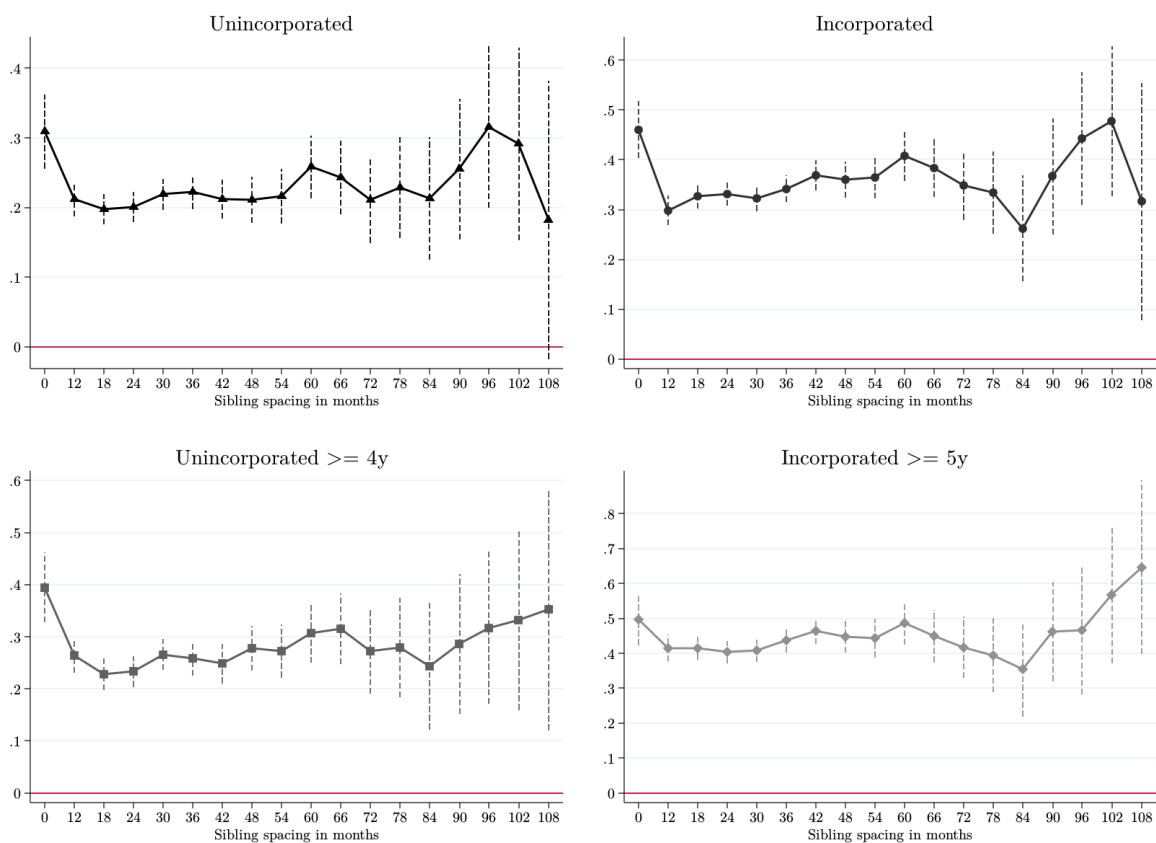 Unincorporated
.4
.3
.2
.1
0
0 12 18 24 30 36 42 48 54 60 66 72 78 84 90 96 102 108
Sibling spacing in months
Incorporated
.6
.5
.4
.3
.2
.1
0
0 12 18 24 30 36 42 48 54 60 66 72 78 84 90 96 102 108
Sibling spacing in months
Unincorporated >= 4y
.6
.5
.4
.3
.2
.1
0
0 12 18 24 30 36 42 48 54 60 66 72 78 84 90 96 102 108
Sibling spacing in months
Incorporated >= 5y
.8
.7
.6
.5
.4
.3
.2
.1
0
0 12 18 24 30 36 42 48 54 60 66 72 78 84 90 96 102 108
Sibling spacing in months